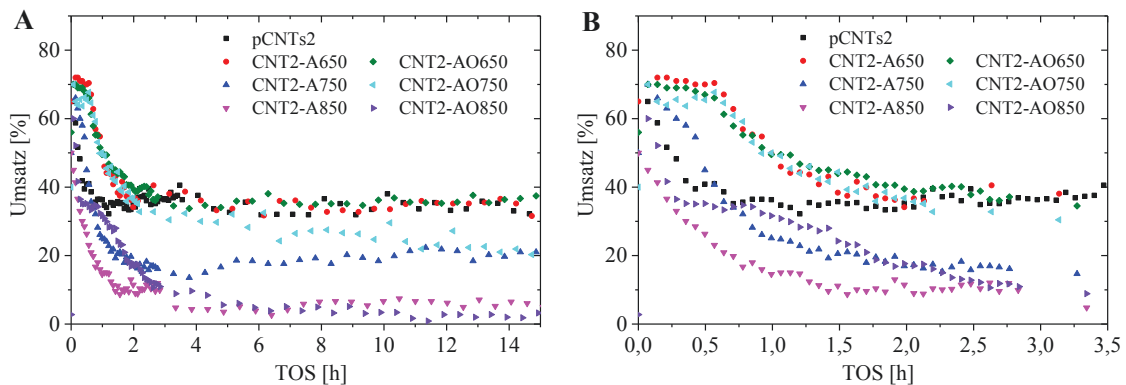 A
80
60
40
20
0
Umsatz [%]
pCNTs2
CNT2-A650 CNT2-AO650
CNT2-A750 CNT2-AO750
CNT2-A850 CNT2-AO850
0 2 4 6 8 10 12 14
TOS [h]
B
80
60
40
20
0
Umsatz [%]
pCNTs2
CNT2-A650 CNT2-AO650
CNT2-A750 CNT2-AO750
CNT2-A850 CNT2-AO850
0,0 0,5 1,0 1,5 2,0 2,5 3,0 3,5
TOS [h]